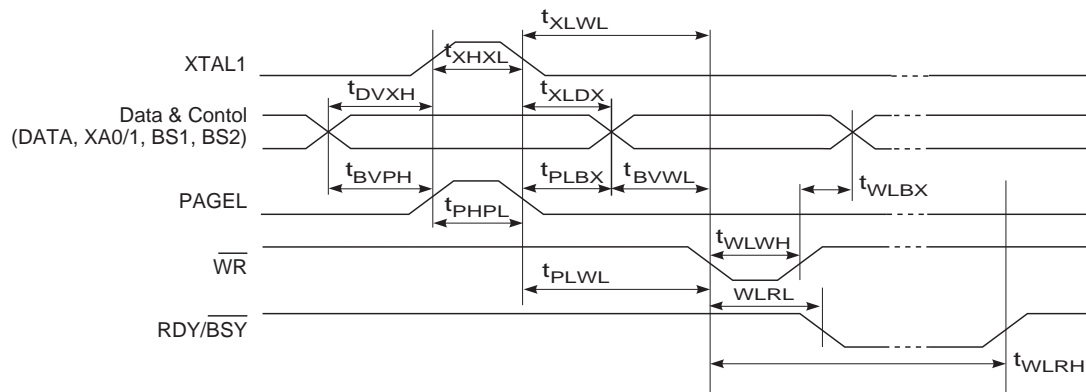 tXLWL
XTAL1
tXHXL
tDVXH
tXLDX
Data & Contol
(DATA, XA0/1, BS1, BS2)
tBVPH
tPLBX
tBVWL
tWLBX
PAGEL
tPHPL
WR
tWLWH
tPLWL
WLRL
RDY/BSY
tWLRH